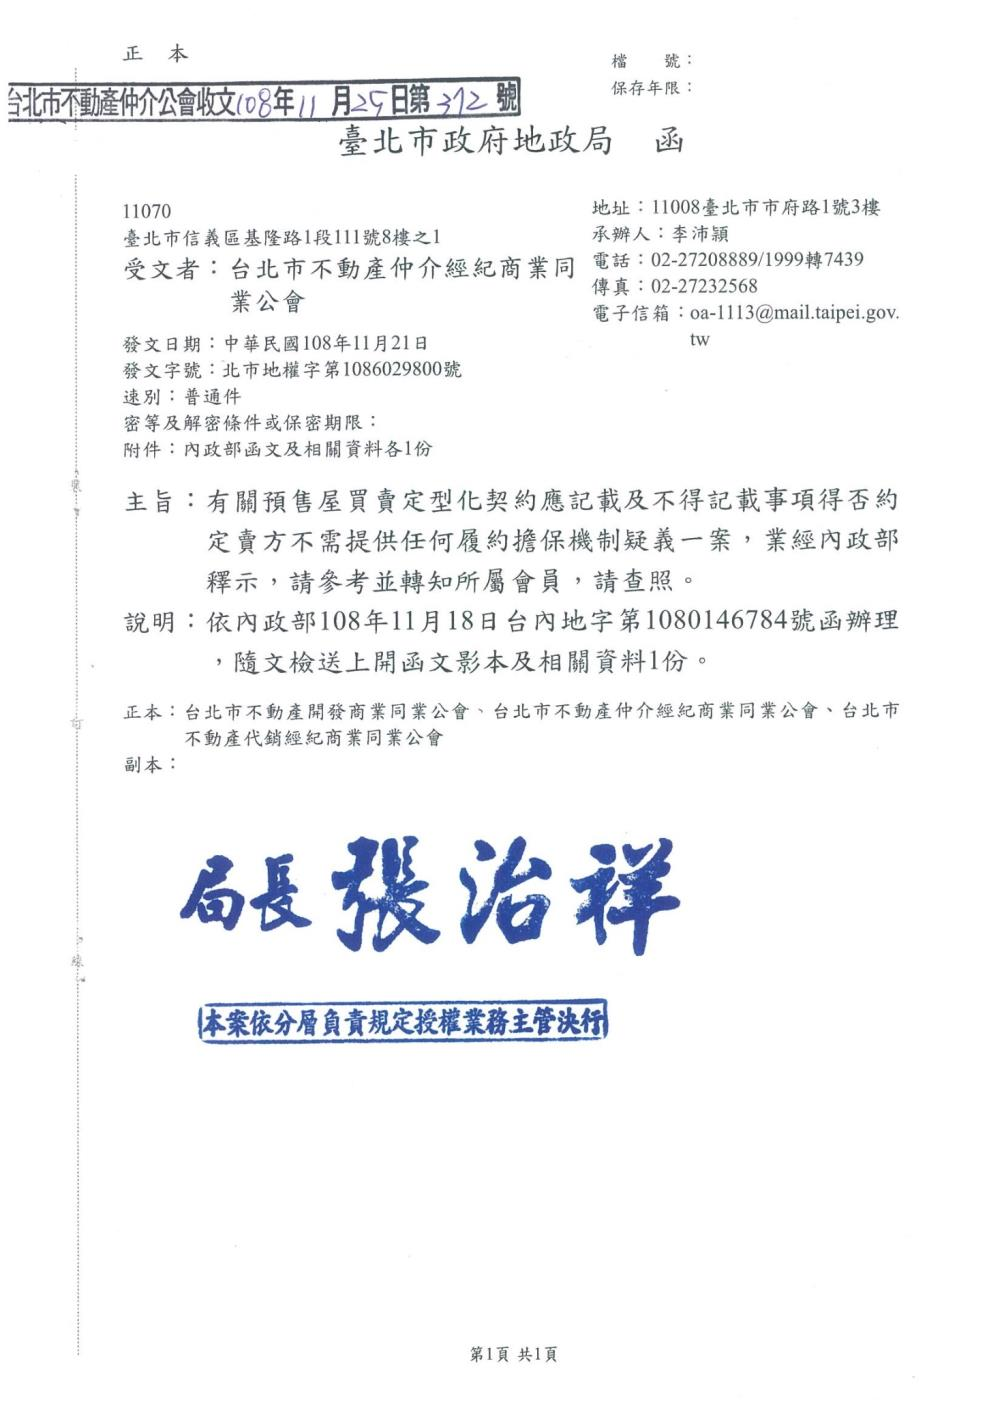 正 本
檔 號：
保存年限：
台北市不動產仲介公會收文108年11月25日第372號
臺北市政府地政局 函
11070
臺北市信義區基隆路1段111號8樓之1
受文者：台北市不動產仲介經紀商業同
業公會
地址：11008臺北市市府路1號3樓
承辦人：李沛穎
電話：02-27208889/1999轉7439
傳真：02-27232568
電子信箱：oa-1113@mail.taipei.gov.
tw
發文日期：中華民國108年11月21日
發文字號：北市地權字第1086029800號
速別：普通件
密等及解密條件或保密期限：
附件：內政部函文及相關資料各1份
主旨：有關預售屋買賣定型化契約應記載及不得記載事項得否約
定賣方不需提供任何履約擔保機制疑義一案，業經內政部
釋示，請參考並轉知所屬會員，請查照。
說明：依內政部108年11月18日台內地字第1080146784號函辦理
，隨文檢送上開函文影本及相關資料1份。
正本：台北市不動產開發商業同業公會、台北市不動產仲介經紀商業同業公會、台北市
不動產代銷經紀商業同業公會
副本：
局長 張治祥
本案依分層負責規定授權業務主管決行
裝
訂
線
第1頁 共1頁